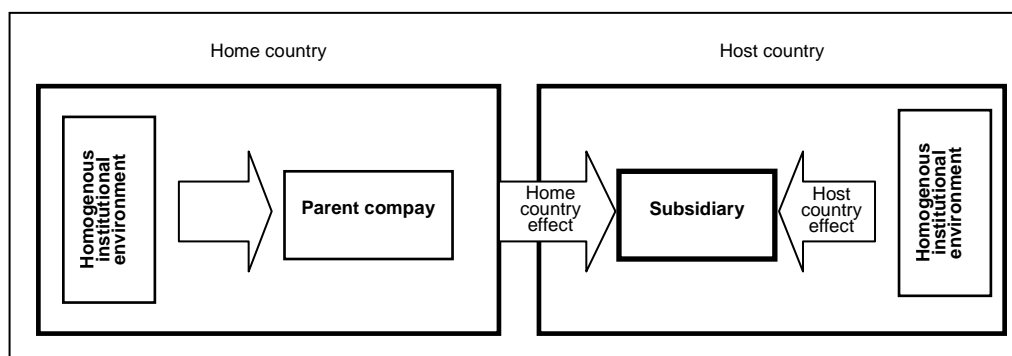 Home country
Host country
Homogenous
institutional
environment
Parent compay
Home
country
effect
Subsidiary
Host
country
effect
Homogenous
institutional
environment